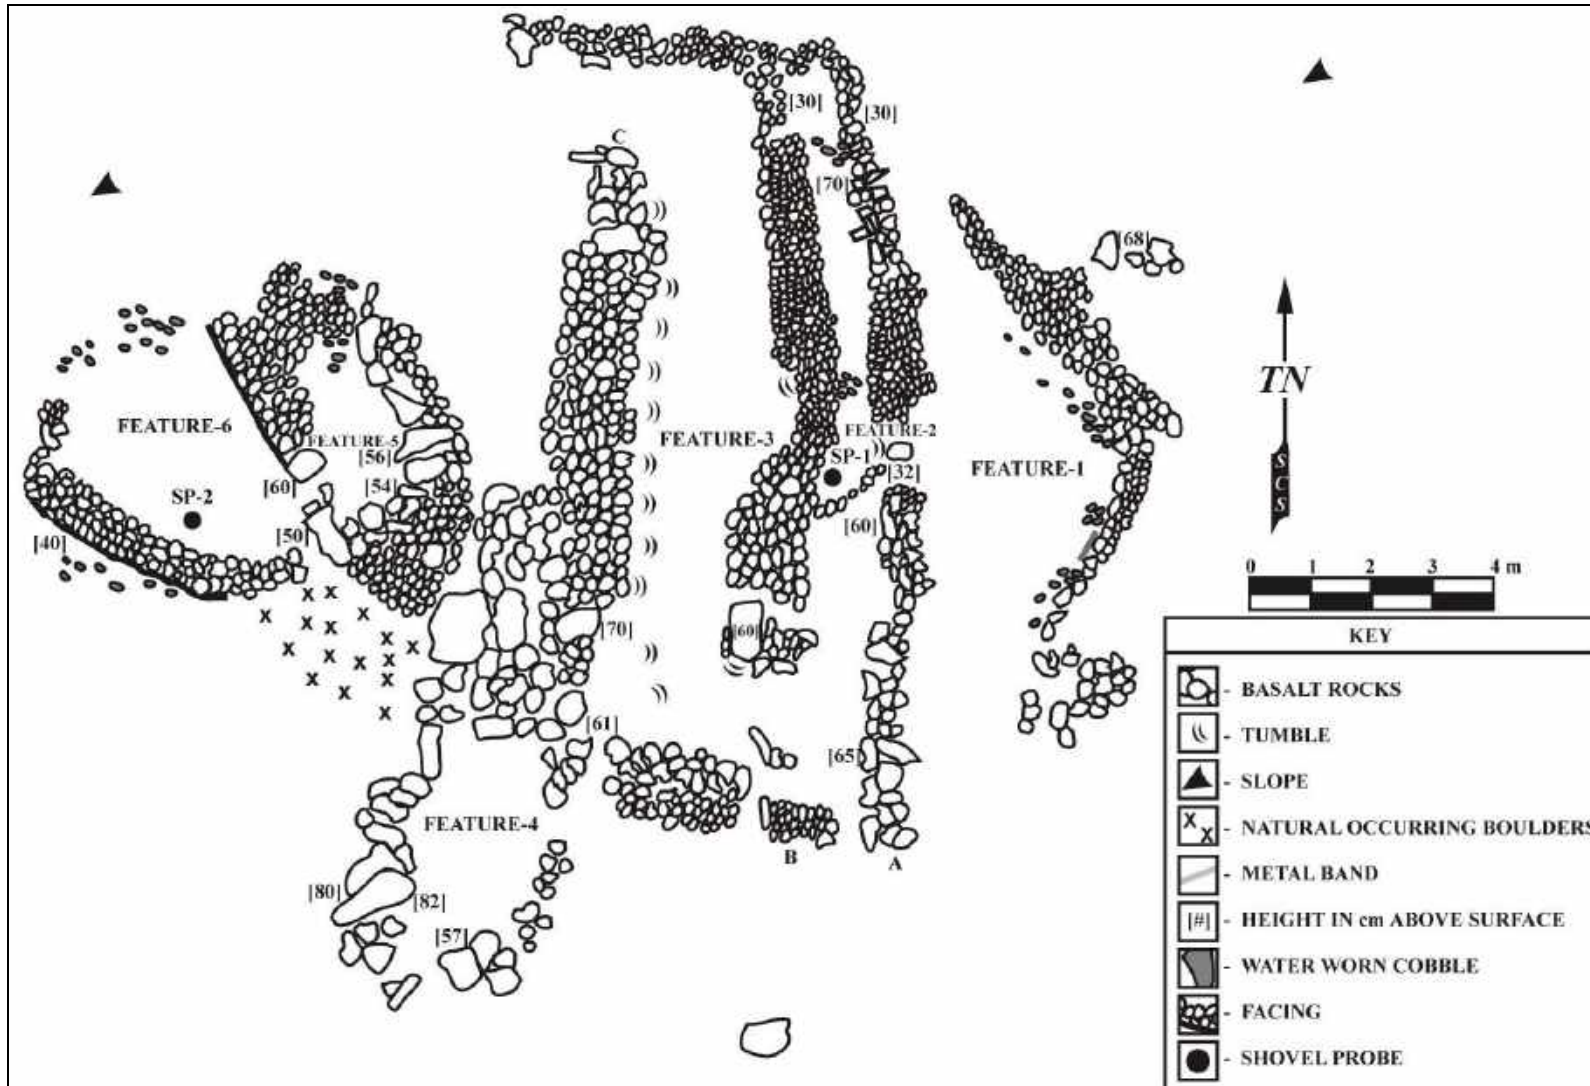 [30]
[30]
C
[70]
[68]
TN
S
C
S
FEATURE-6
FEATURE-5
[56]
[60]
[54]
SP-2
[50]
[40]
FEATURE-3
FEATURE-2
SP-1
[32]
FEATURE-1
[60]
[70]
[60]
[61]
[65]
FEATURE-4
B
A
[80]
[82]
[57]
0 1 2 3 4 m
KEY
- BASALT ROCKS
- TUMBLE
- SLOPE
X X - NATURAL OCCURRING BOULDERS
- METAL BAND
[#] - HEIGHT IN cm ABOVE SURFACE
- WATER WORN COBBLE
- FACING
- SHOVEL PROBE